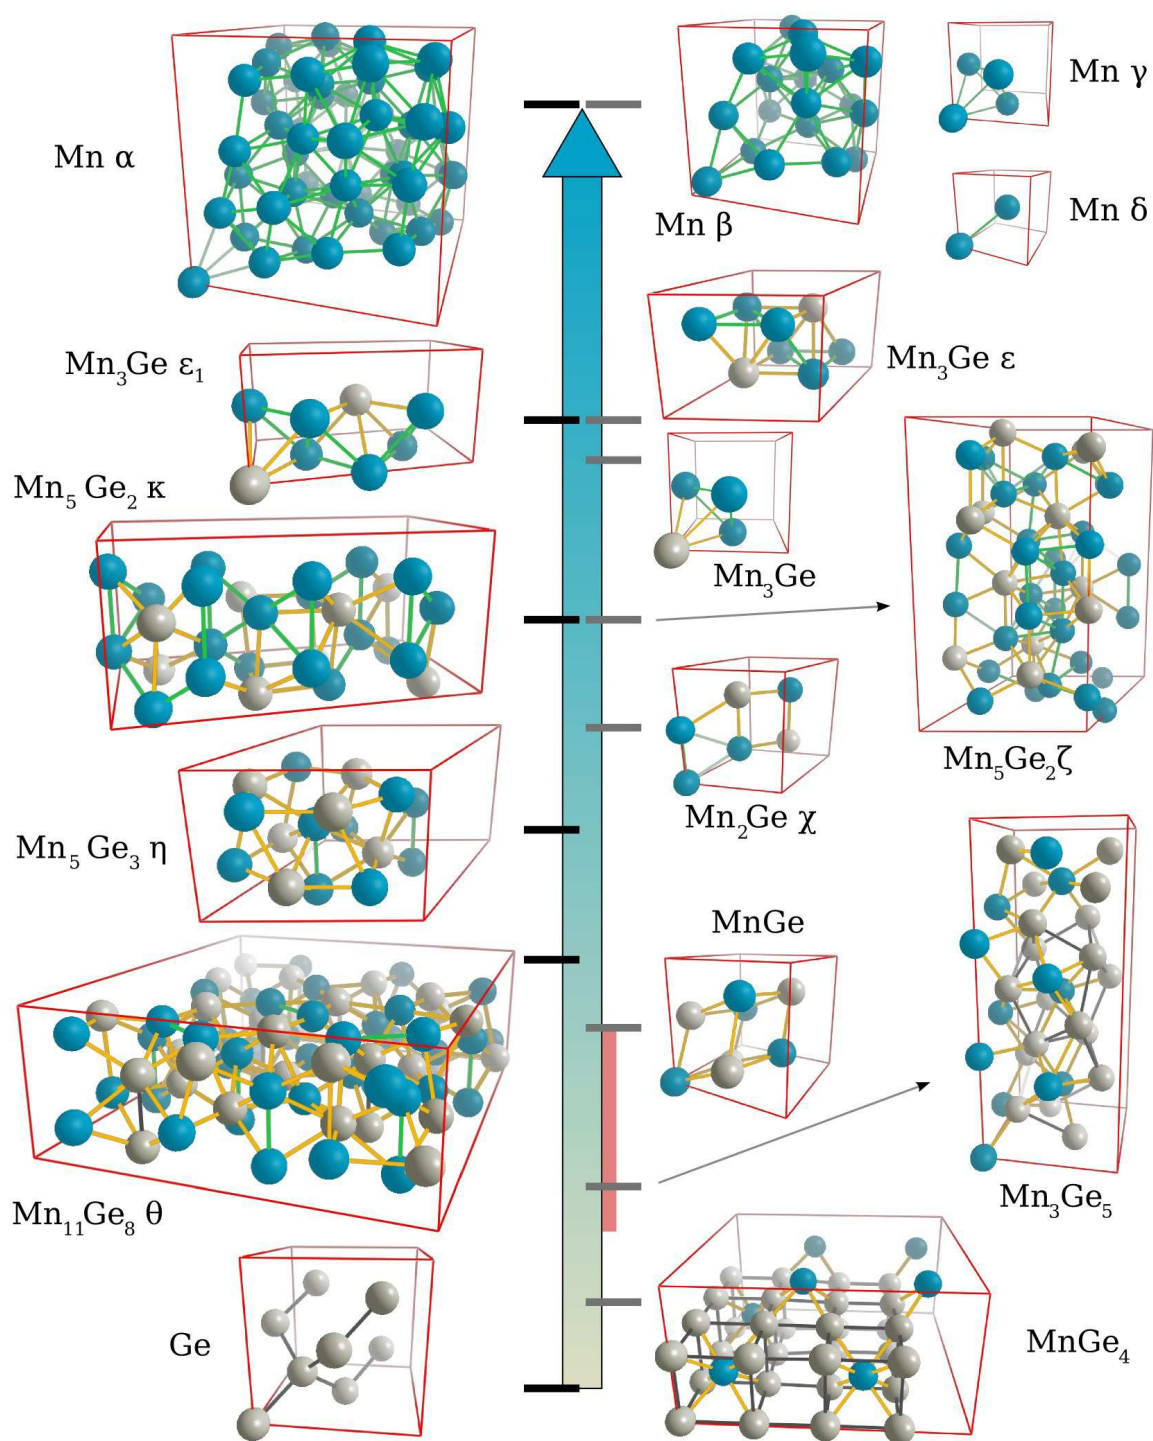 Mn α
Mn β
Mn γ
Mn δ
Mn₃Ge ε₁
Mn₃Ge ε
Mn₅ Ge₂ κ
Mn₃Ge
Mn₅Ge₂ζ
Mn₂Ge χ
Mn₅ Ge₃ η
MnGe
Mn₁₁Ge₈ θ
Mn₃Ge₅
Ge
MnGe₄